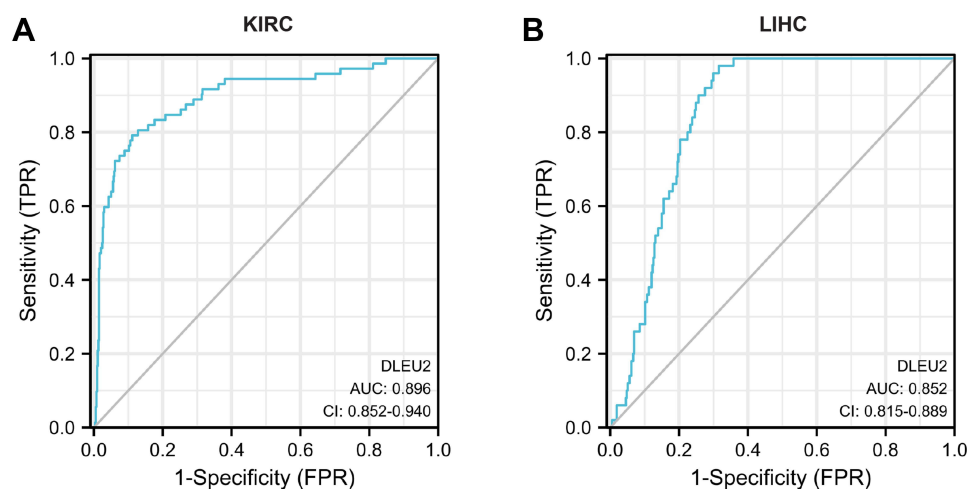 A
KIRC
Sensitivity (TPR)
1.0
0.8
0.6
0.4
0.2
0.0
DLEU2
AUC: 0.896
CI: 0.852-0.940
0.0 0.2 0.4 0.6 0.8 1.0
1-Specificity (FPR)
B
LIHC
Sensitivity (TPR)
1.0
0.8
0.6
0.4
0.2
0.0
DLEU2
AUC: 0.852
CI: 0.815-0.889
0.0 0.2 0.4 0.6 0.8 1.0
1-Specificity (FPR)